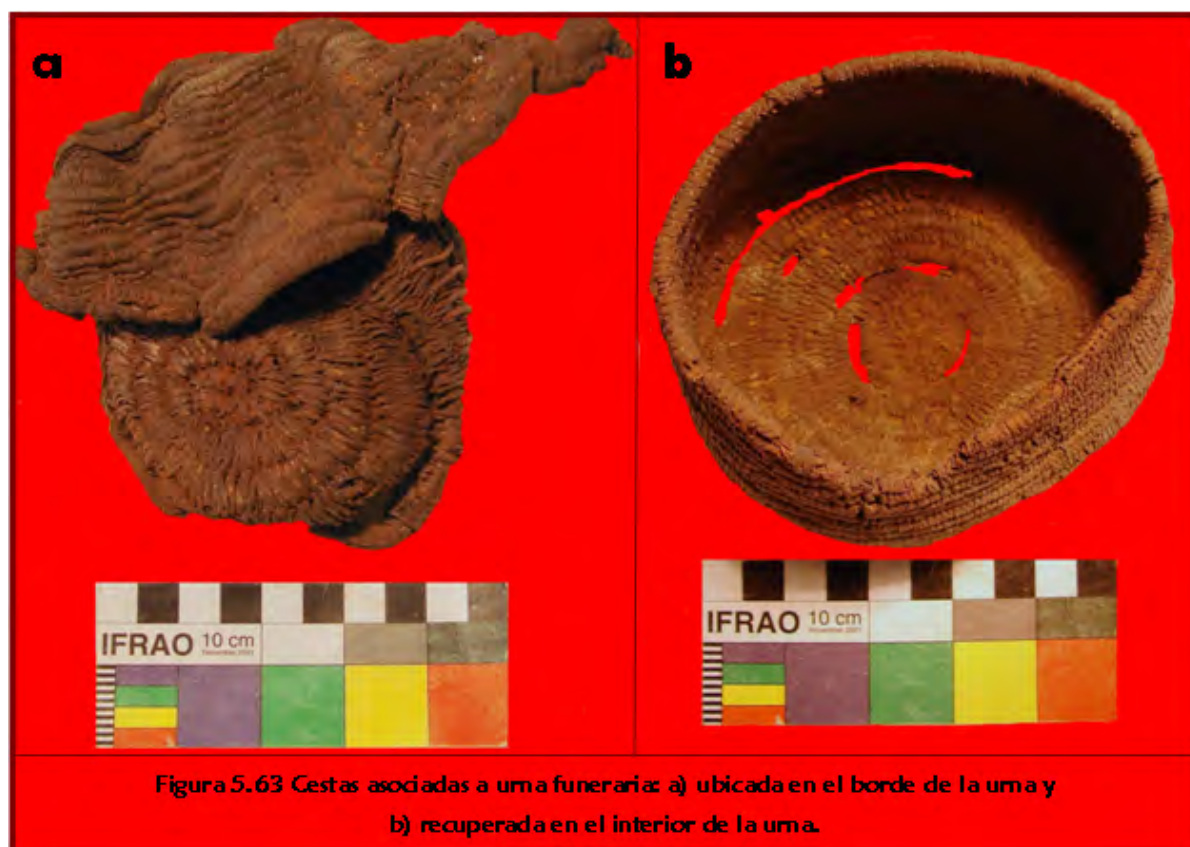 a
b
IFRAO 10 cm
IFRAO 10 cm
Figura 5.63 Cestas asociadas a urna funeraria: a) ubicada en el borde de la urna y
b) recuperada en el interior de la urna.